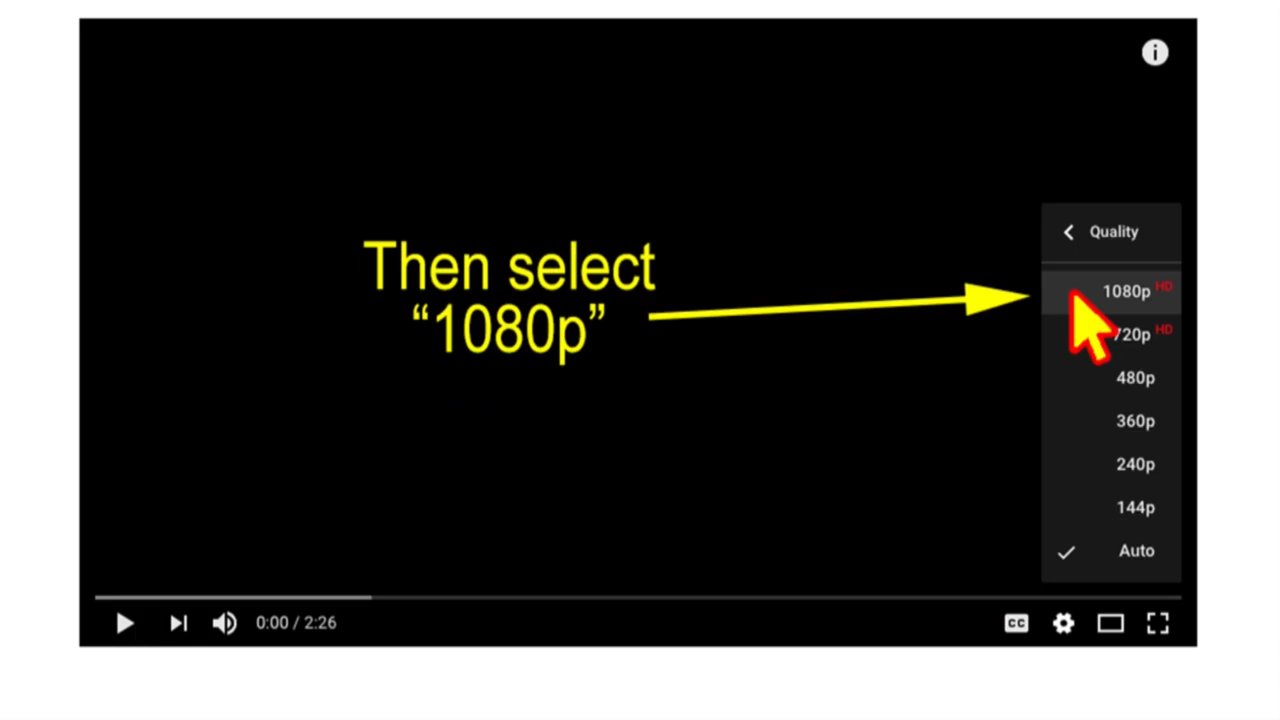 Quality
Then select
“1080p”
1080p HD
720p HD
480p
360p
240p
144p
Auto
0:00 / 2:26
CC